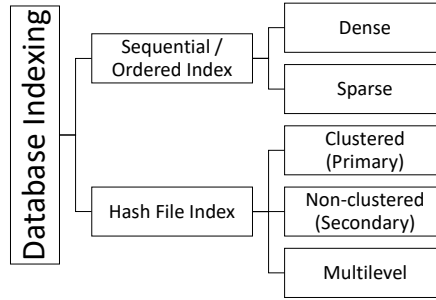 Database Indexing
Sequential /
Ordered Index
Dense
Sparse
Hash File Index
Clustered
(Primary)
Non-clustered
(Secondary)
Multilevel